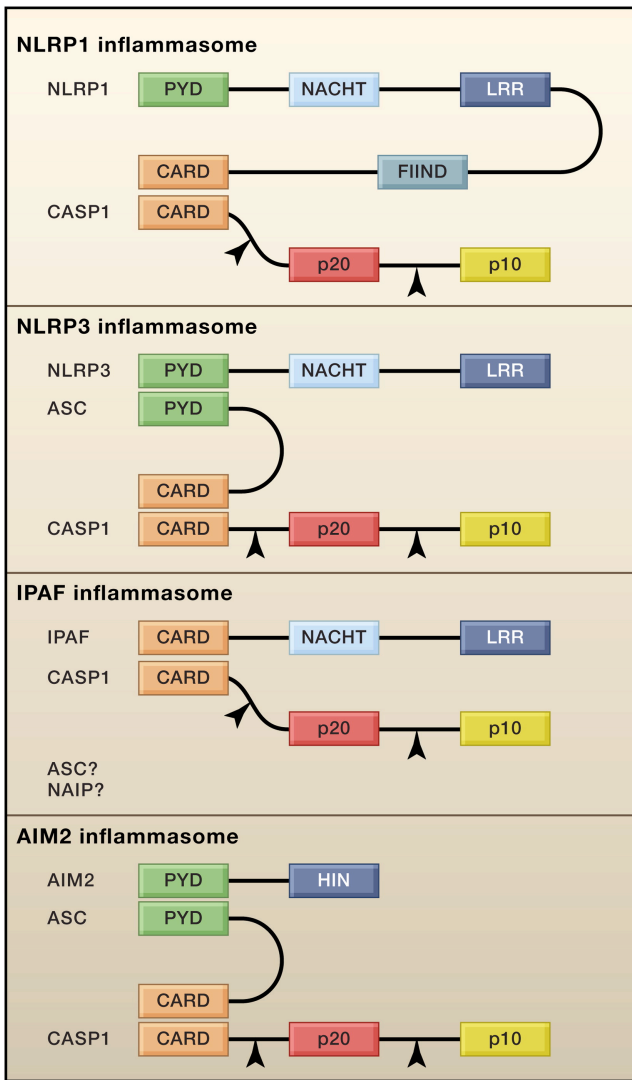 NLRP1 inflammasome
NLRP1 PYD NACHT LRR
CARD FIIND
CASP1 CARD
p20 p10
NLRP3 inflammasome
NLRP3 PYD NACHT LRR
ASC PYD
CARD
CASP1 CARD p20 p10
IPAF inflammasome
IPAF CARD NACHT LRR
CASP1 CARD
p20 p10
ASC?
NAIP?
AIM2 inflammasome
AIM2 PYD HIN
ASC PYD
CARD
CASP1 CARD p20 p10